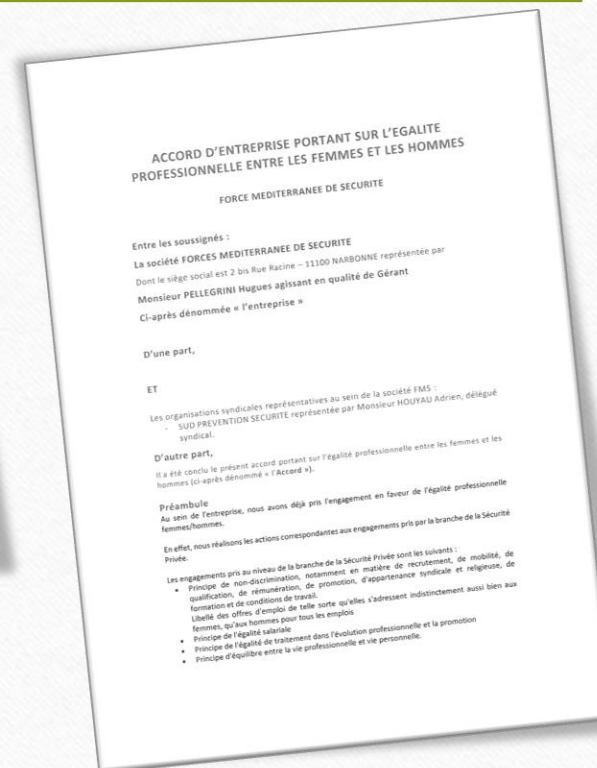 ACCORD D'ENTREPRISE PORTANT SUR L'EGALITE
PROFESSIONNELLE ENTRE LES FEMMES ET LES HOMMES
FORCE MEDITERRANEE DE SECURITE
Entre les soussignés :
La société FORCES MEDITERRANEE DE SECURITE
Dont le siège social est 2 bis Rue Racine – 11100 NARBONNE représentée par
Monsieur PELLEGRINI Hugues agissant en qualité de Gérant
Ci-après dénommée « l'entreprise »
D'une part,
ET
Les organisations syndicales représentatives au sein de la société FMS :
- SUD PREVENTION SECURITE représentée par Monsieur HOUYAU Adrien, délégué
syndical.
D'autre part,
Il a été conclu le présent accord portant sur l'égalité professionnelle entre les femmes et les
hommes (ci-après dénommé « l'Accord »).
Préambule
Au sein de l'entreprise, nous avons déjà pris l'engagement en faveur de l'égalité professionnelle
femmes/hommes.
En effet, nous réalisons les actions correspondantes aux engagements pris par la branche de la Sécurité
Privée.
Les engagements pris au niveau de la branche de la Sécurité Privée sont les suivants :
• Principe de non-discrimination, notamment en matière de recrutement, de mobilité, de
qualification, de rémunération, de promotion, d'appartenance syndicale et religieuse, de
formation et de conditions de travail.
Libellé des offres d'emploi de telle sorte qu'elles s'adressent indistinctement aussi bien aux
femmes, qu'aux hommes pour tous les emplois
• Principe de l'égalité salariale
• Principe de l'égalité de traitement dans l'évolution professionnelle et la promotion
• Principe d'équilibre entre la vie professionnelle et vie personnelle.